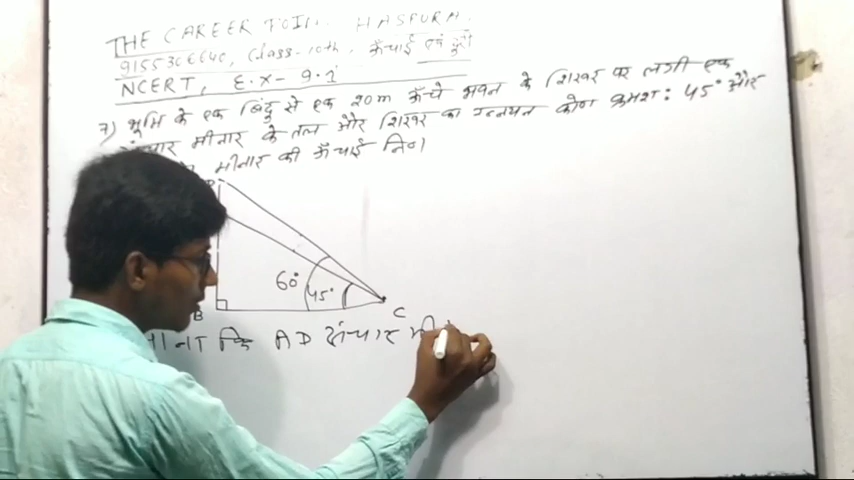 THE CAREER POINT HASPURA.
9155306640, Class-10th, ऊँचाई एवं दुरी
NCERT, E.X-9.1
7) भूमि के एक बिंदु से एक 20m ऊँचे भवन के शिखर पर लगी एक
संचार मीनार के तल और शिखर का उन्नयन कोण क्रमश: 45° और
मीनार की ऊँचाई नि०।
60°
45°
B
C
माना कि AD संचार